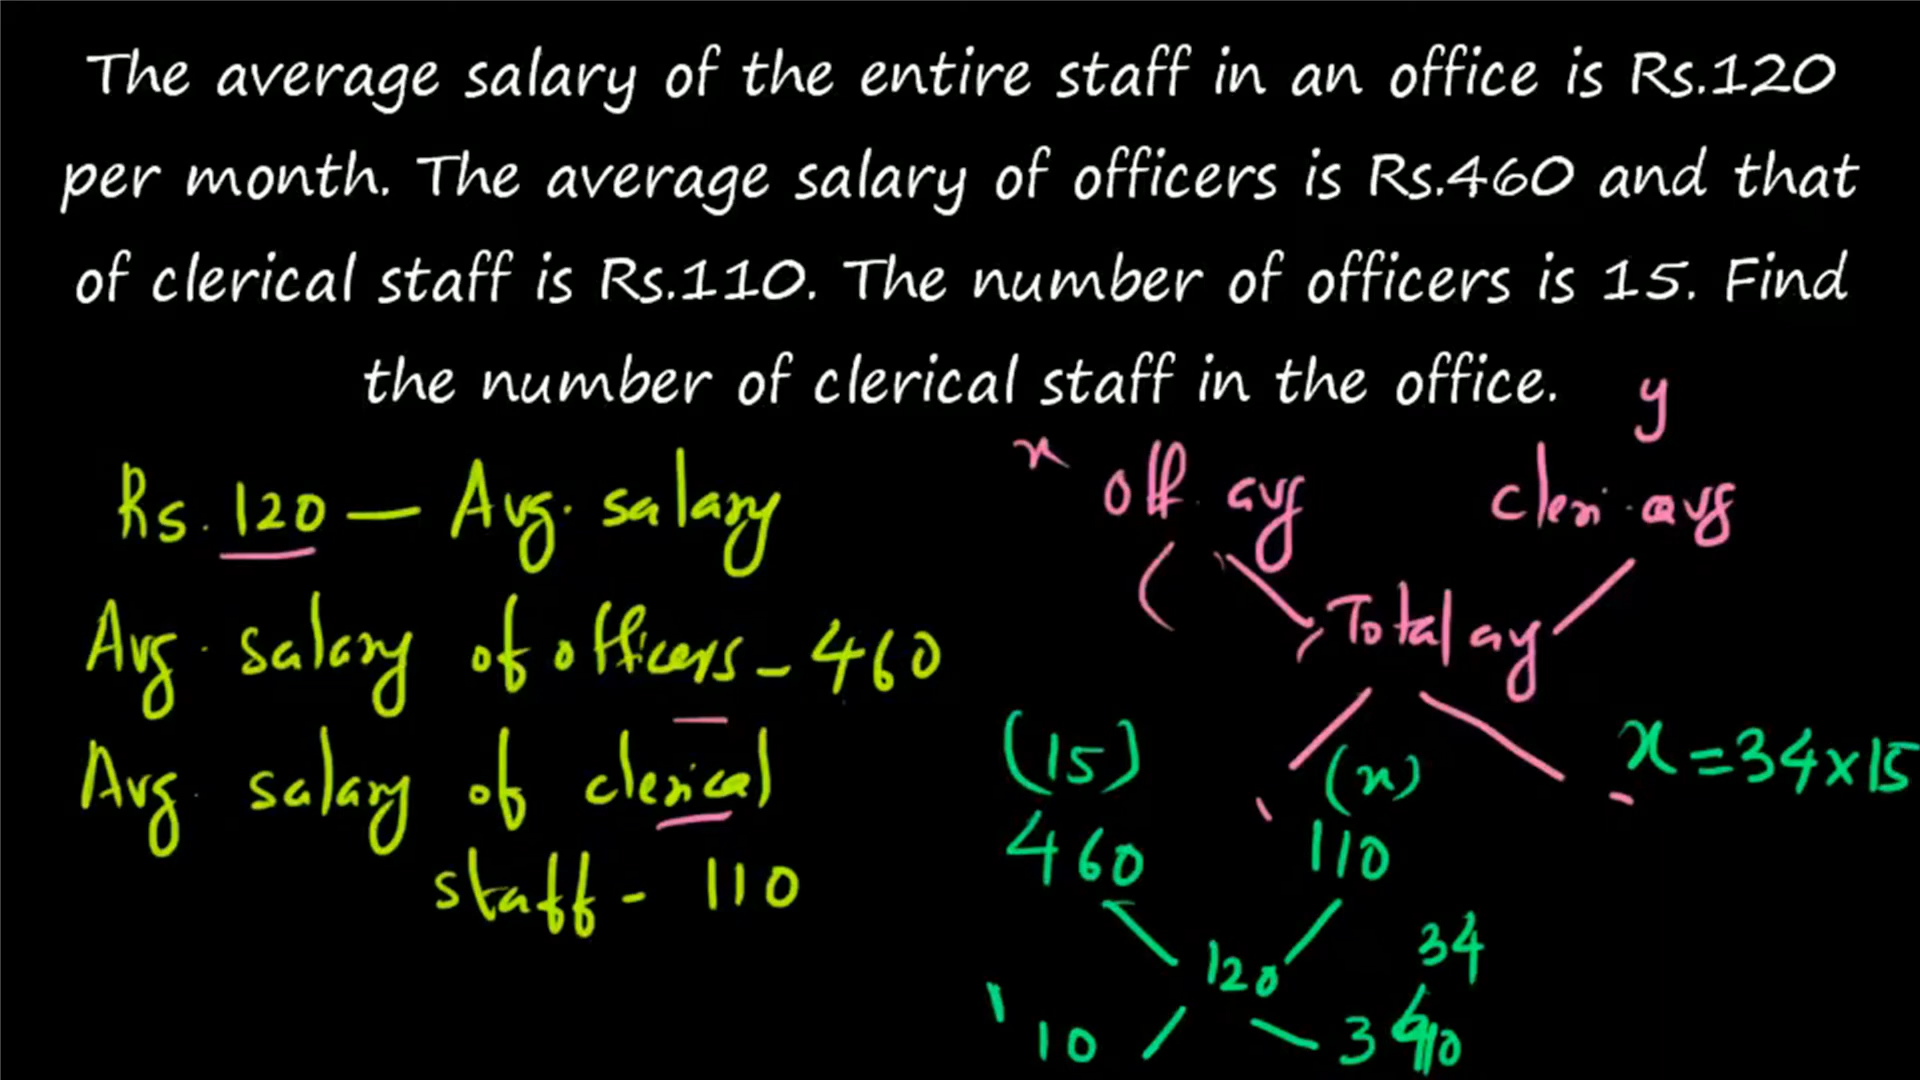 The average salary of the entire staff in an office is Rs.120
per month. The average salary of officers is Rs.460 and that
of clerical staff is Rs.110. The number of officers is 15. Find
the number of clerical staff in the office.
Rs. 120 — Avg. salary
Avg. salary of officers - 460
Avg. salary of clerical
staff - 110
x y
off. avg cleri. avg
Total avg
(15) (x) x = 34 x 15
460 110
120 34
10 340